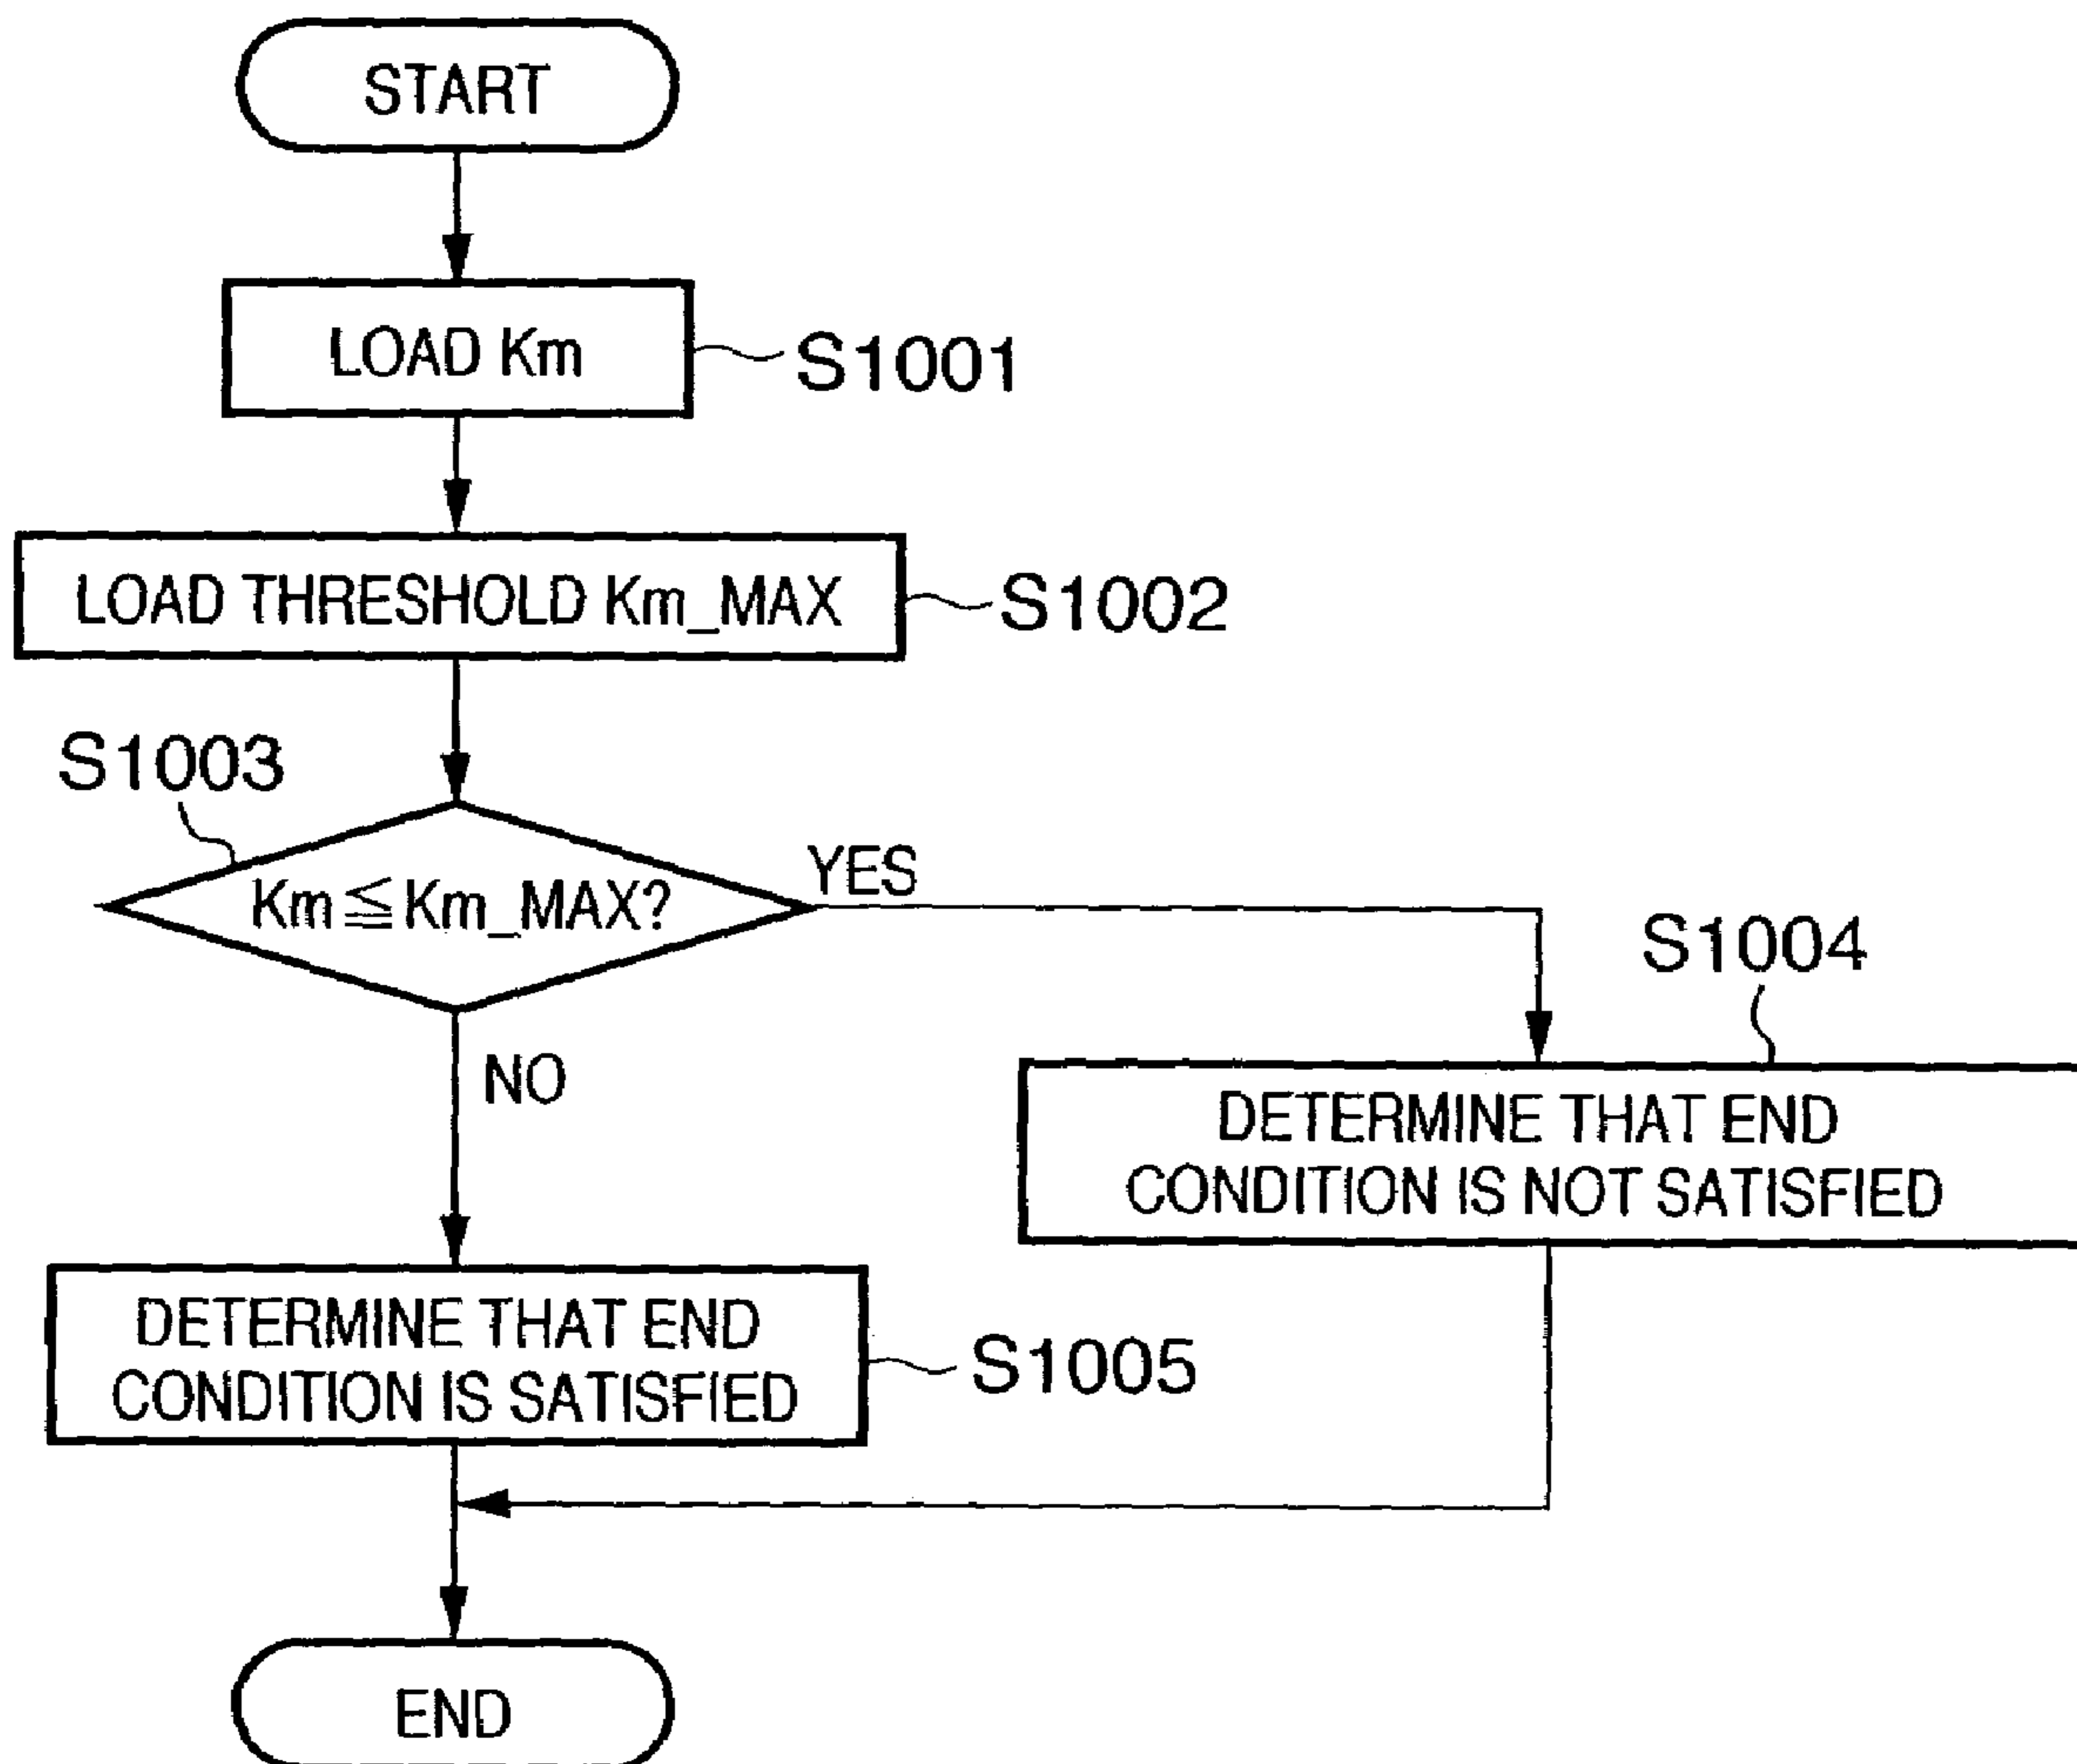 START
LOAD Km
S1001
LOAD THRESHOLD Km_MAX
S1002
S1003
Km≦Km_MAX?
YES
NO
S1004
DETERMINE THAT END
CONDITION IS NOT SATISFIED
DETERMINE THAT END
CONDITION IS SATISFIED
S1005
END